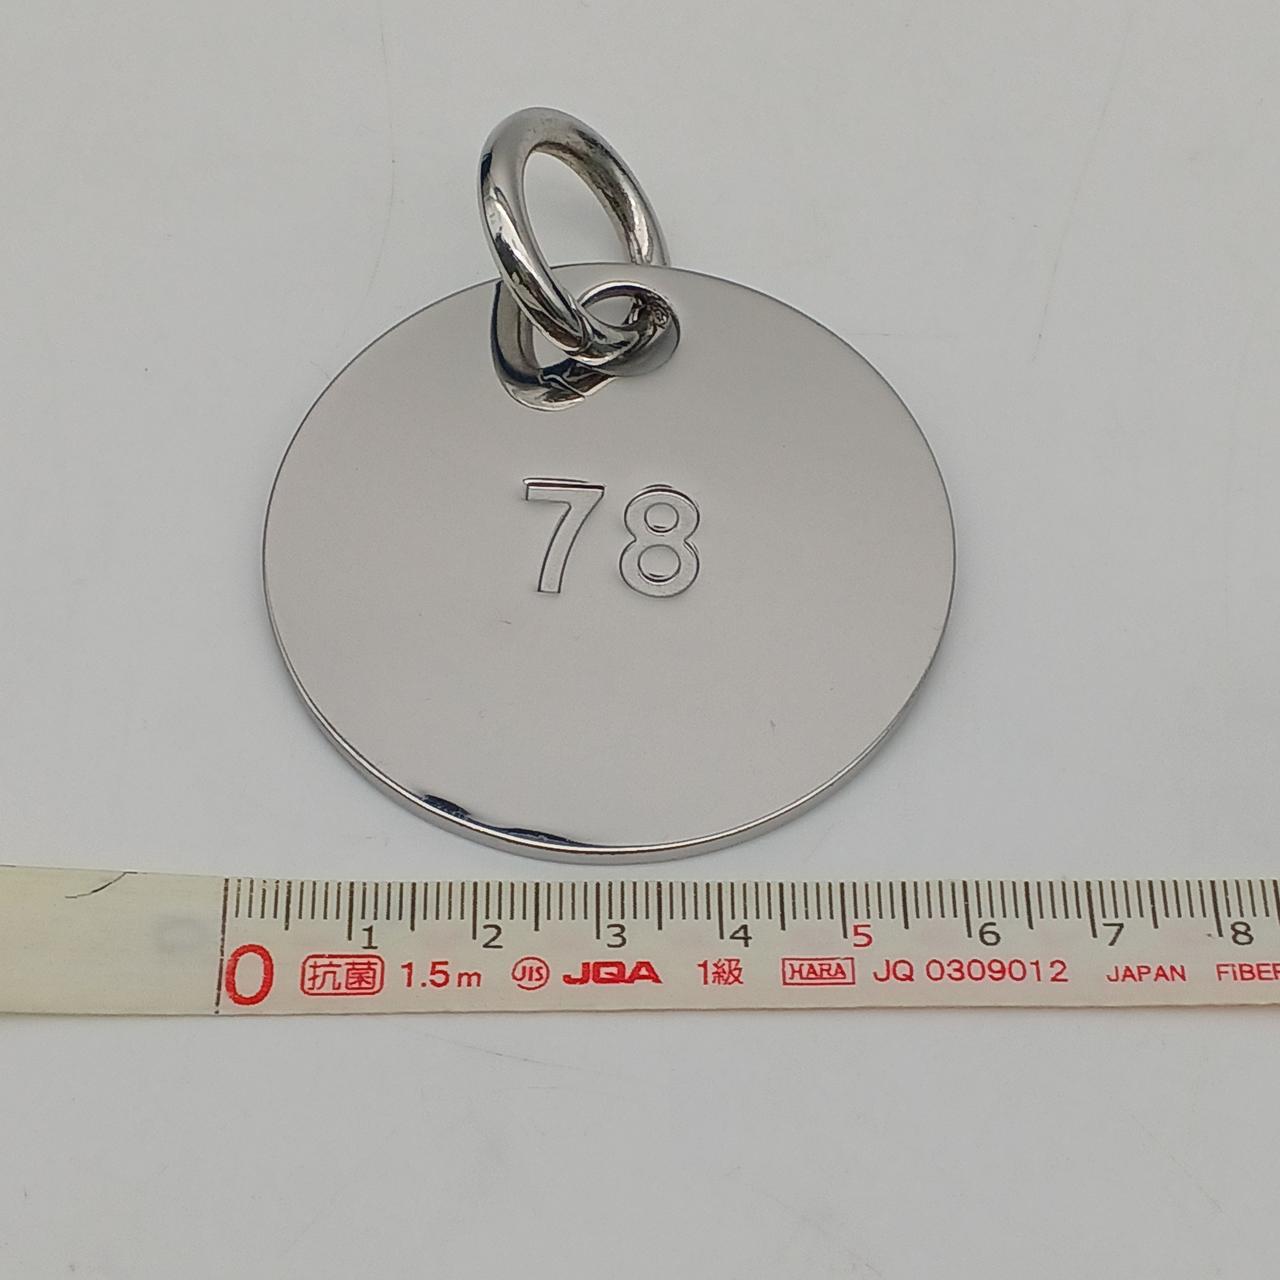 78
1 2 3 4 5 6 7 8
0 抗菌 1.5m JIS JQA 1級 HARA JQ 0309012 JAPAN FiBER